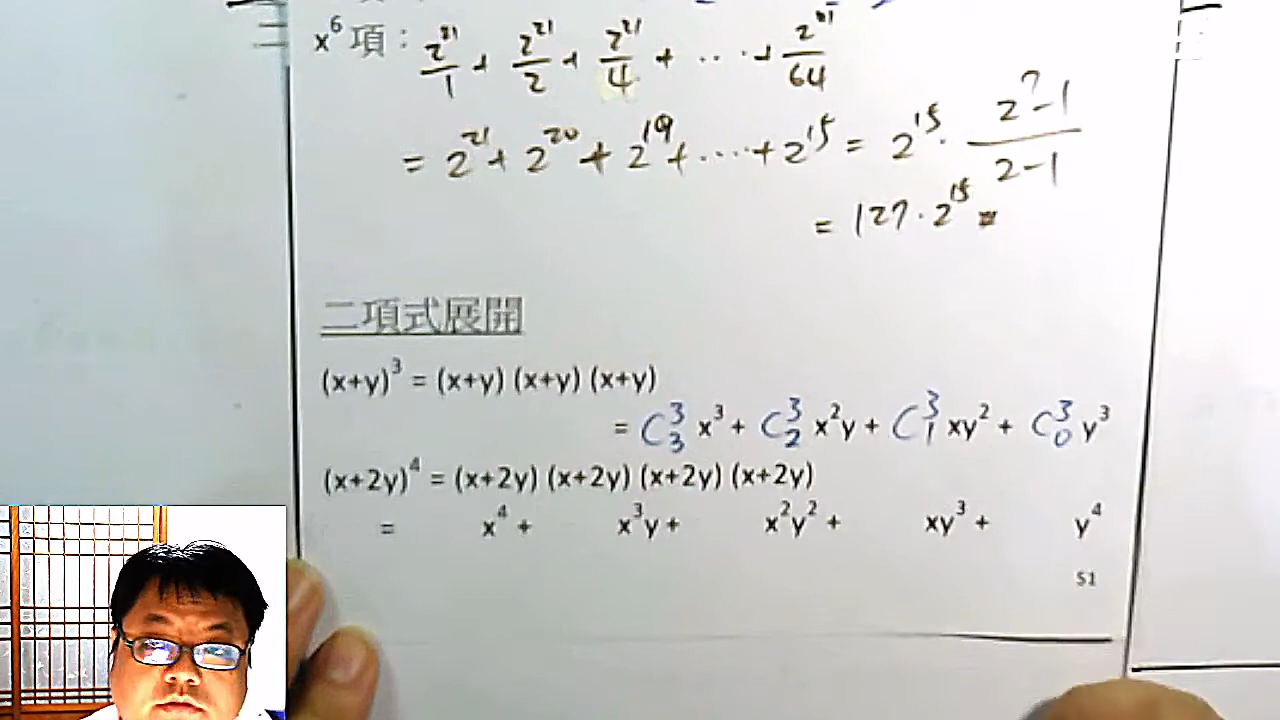 x⁶ 項：2²¹/1 + 2²¹/2 + 2²¹/4 + ⋯ + 2²¹/64
= 2²¹ + 2²⁰ + 2¹⁹ + ⋯⋯ + 2¹⁵ = 2¹⁵ · (2⁷-1)/(2-1)
= 127 · 2¹⁵
二項式展開
(x+y)³ = (x+y) (x+y) (x+y)
= C³₃ x³ + C³₂ x²y + C³₁ xy² + C³₀ y³
(x+2y)⁴ = (x+2y) (x+2y) (x+2y) (x+2y)
= x⁴ + x³y + x²y² + xy³ + y⁴
51